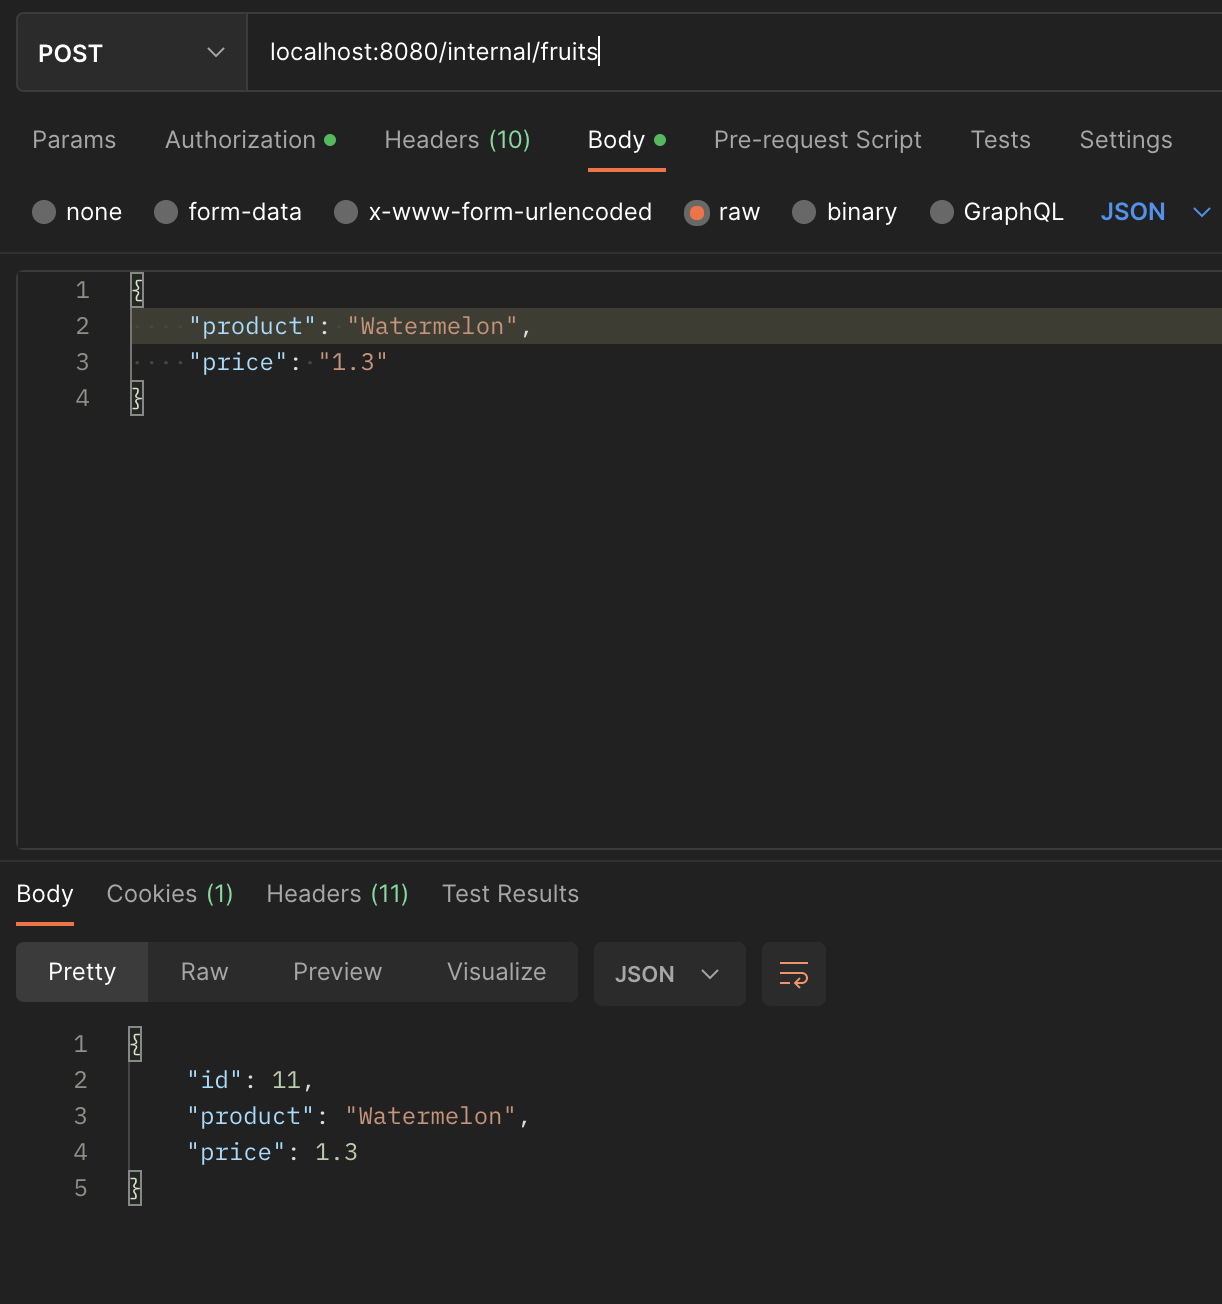 POST localhost:8080/internal/fruits
Params Authorization Headers (10) Body Pre-request Script Tests Settings
none form-data x-www-form-urlencoded raw binary GraphQL JSON
1 {
2 "product": "Watermelon",
3 "price": "1.3"
4 }
Body Cookies (1) Headers (11) Test Results
Pretty Raw Preview Visualize JSON
1 {
2 "id": 11,
3 "product": "Watermelon",
4 "price": 1.3
5 }